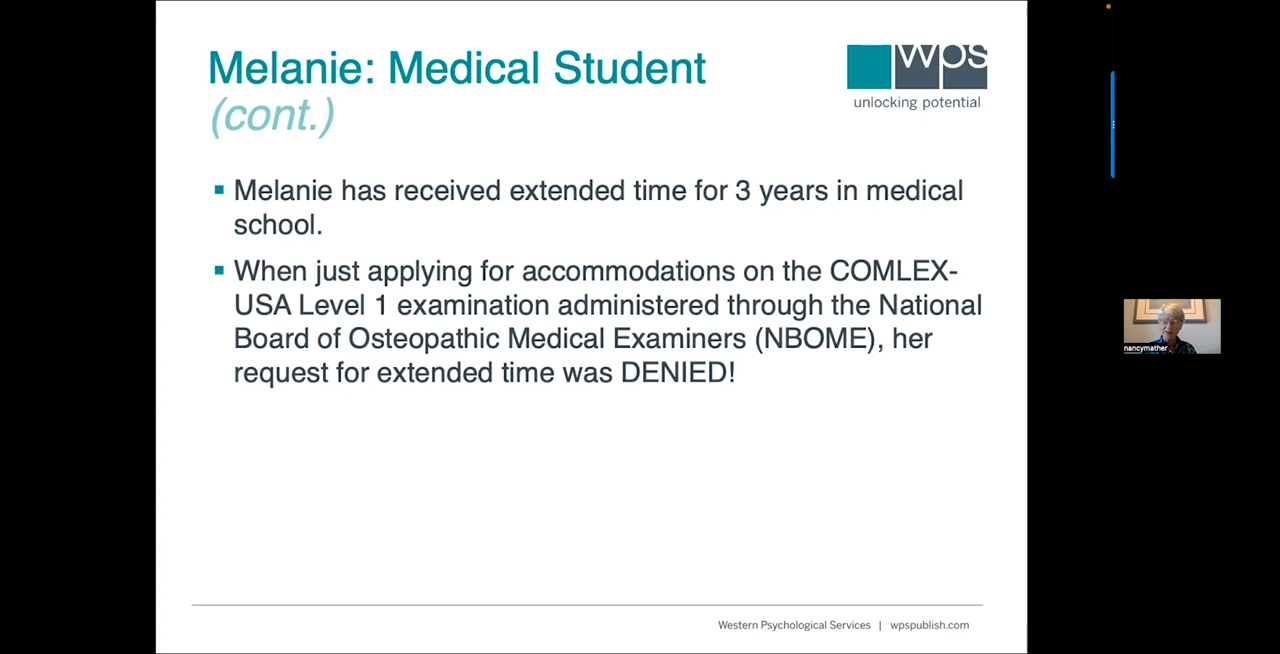 Melanie: Medical Student
(cont.)
wps
unlocking potential
▪ Melanie has received extended time for 3 years in medical
school.
▪ When just applying for accommodations on the COMLEX-
USA Level 1 examination administered through the National
Board of Osteopathic Medical Examiners (NBOME), her
request for extended time was DENIED!
nancymather
Western Psychological Services | wpspublish.com